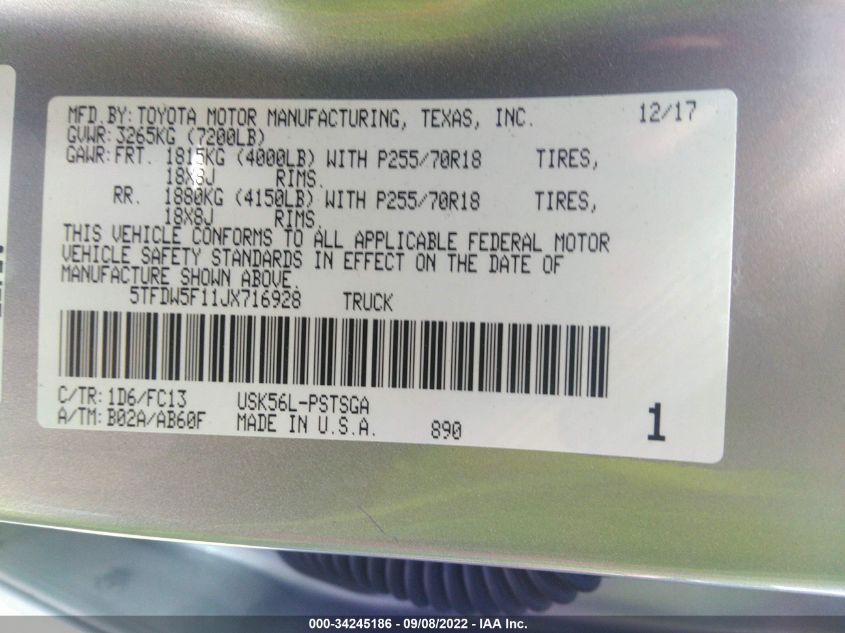 MFD.BY:TOYOTA MOTOR MANUFACTURING, TEXAS, INC. 12/17
GVWR:3265KG (7200LB)
GAWR:FRT. 1815KG (4000LB) WITH P255/70R18 TIRES,
18X8J RIMS.
RR. 1880KG (4150LB) WITH P255/70R18 TIRES,
18X8J RIMS.
THIS VEHICLE CONFORMS TO ALL APPLICABLE FEDERAL MOTOR
VEHICLE SAFETY STANDARDS IN EFFECT ON THE DATE OF
MANUFACTURE SHOWN ABOVE.
5TFDW5F11JX716928 TRUCK
C/TR:1D6/FC13 USK56L-PSTSGA
A/TM:B02A/AB60F MADE IN U.S.A. 890 1
000-34245186 - 09/08/2022 - IAA Inc.